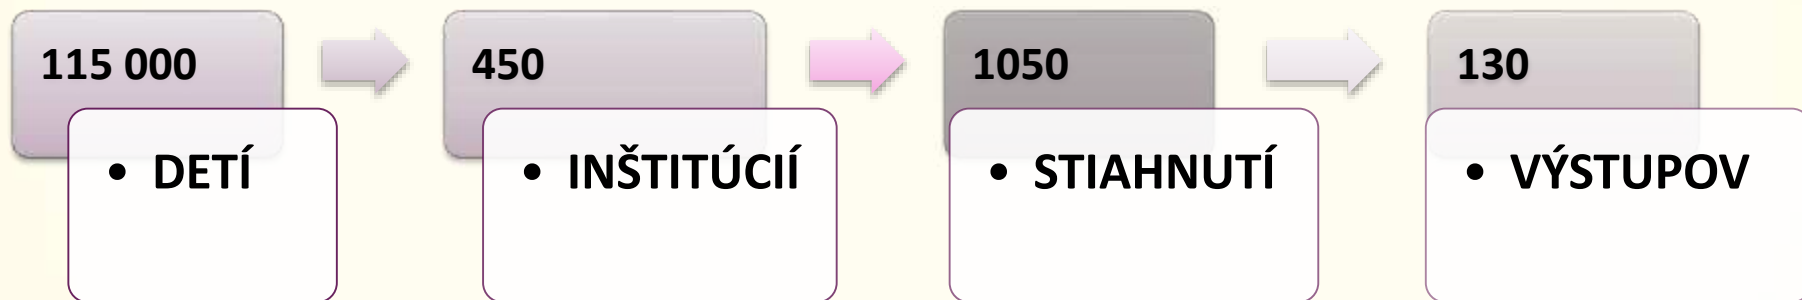 115 000
• DETÍ
450
• INŠTITÚCIÍ
1050
• STIAHNUTÍ
130
• VÝSTUPOV